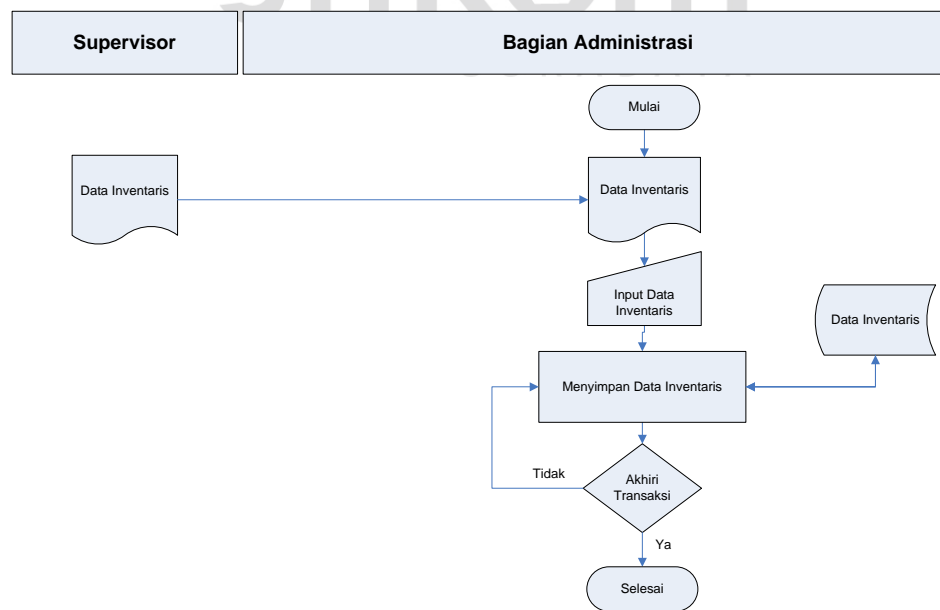 Supervisor
Bagian Administrasi
Mulai
Data Inventaris
Data Inventaris
Input Data
Inventaris
Data Inventaris
Menyimpan Data Inventaris
Tidak
Akhiri
Transaksi
Ya
Selesai